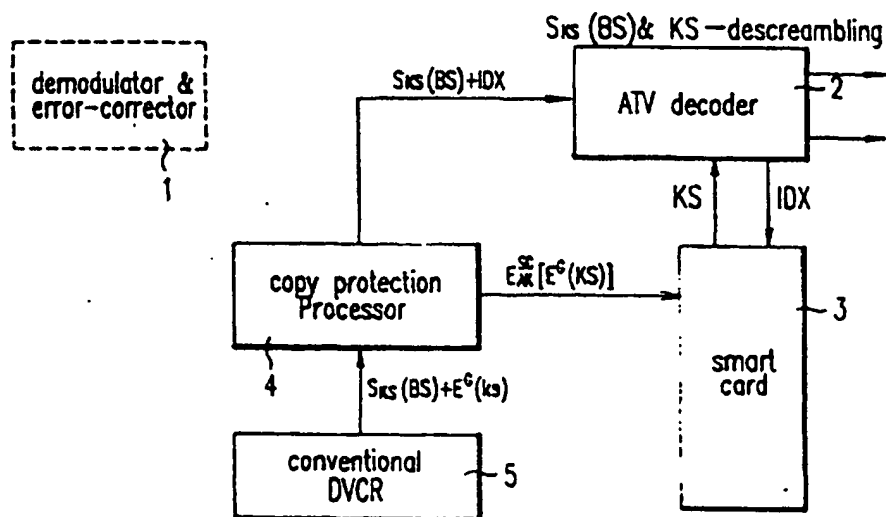 SKS (BS)& KS-descreambling
demodulator &
error-corrector
1
SKS(BS)+IDX
ATV decoder
2
KS
IDX
copy protection
Processor
4
[E^G(KS)]
3
smart
card
SKS(BS)+E^G(ks)
conventional
DVCR
5